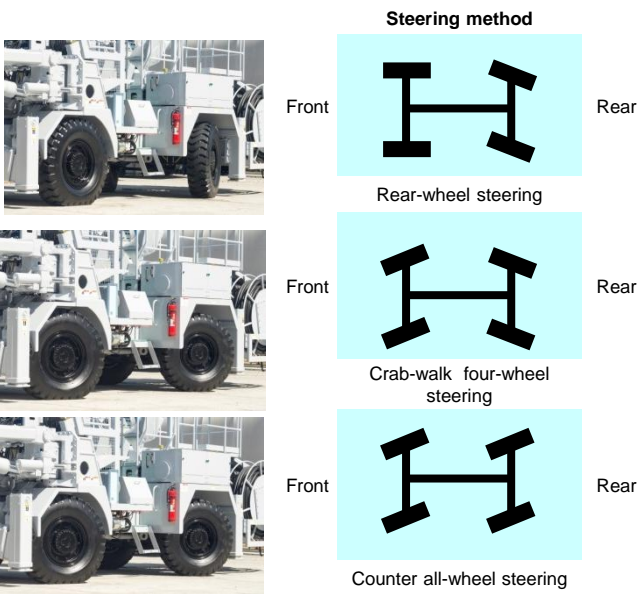 Steering method
Front
Rear
Rear-wheel steering
Front
Rear
Crab-walk four-wheel
steering
Front
Rear
Counter all-wheel steering